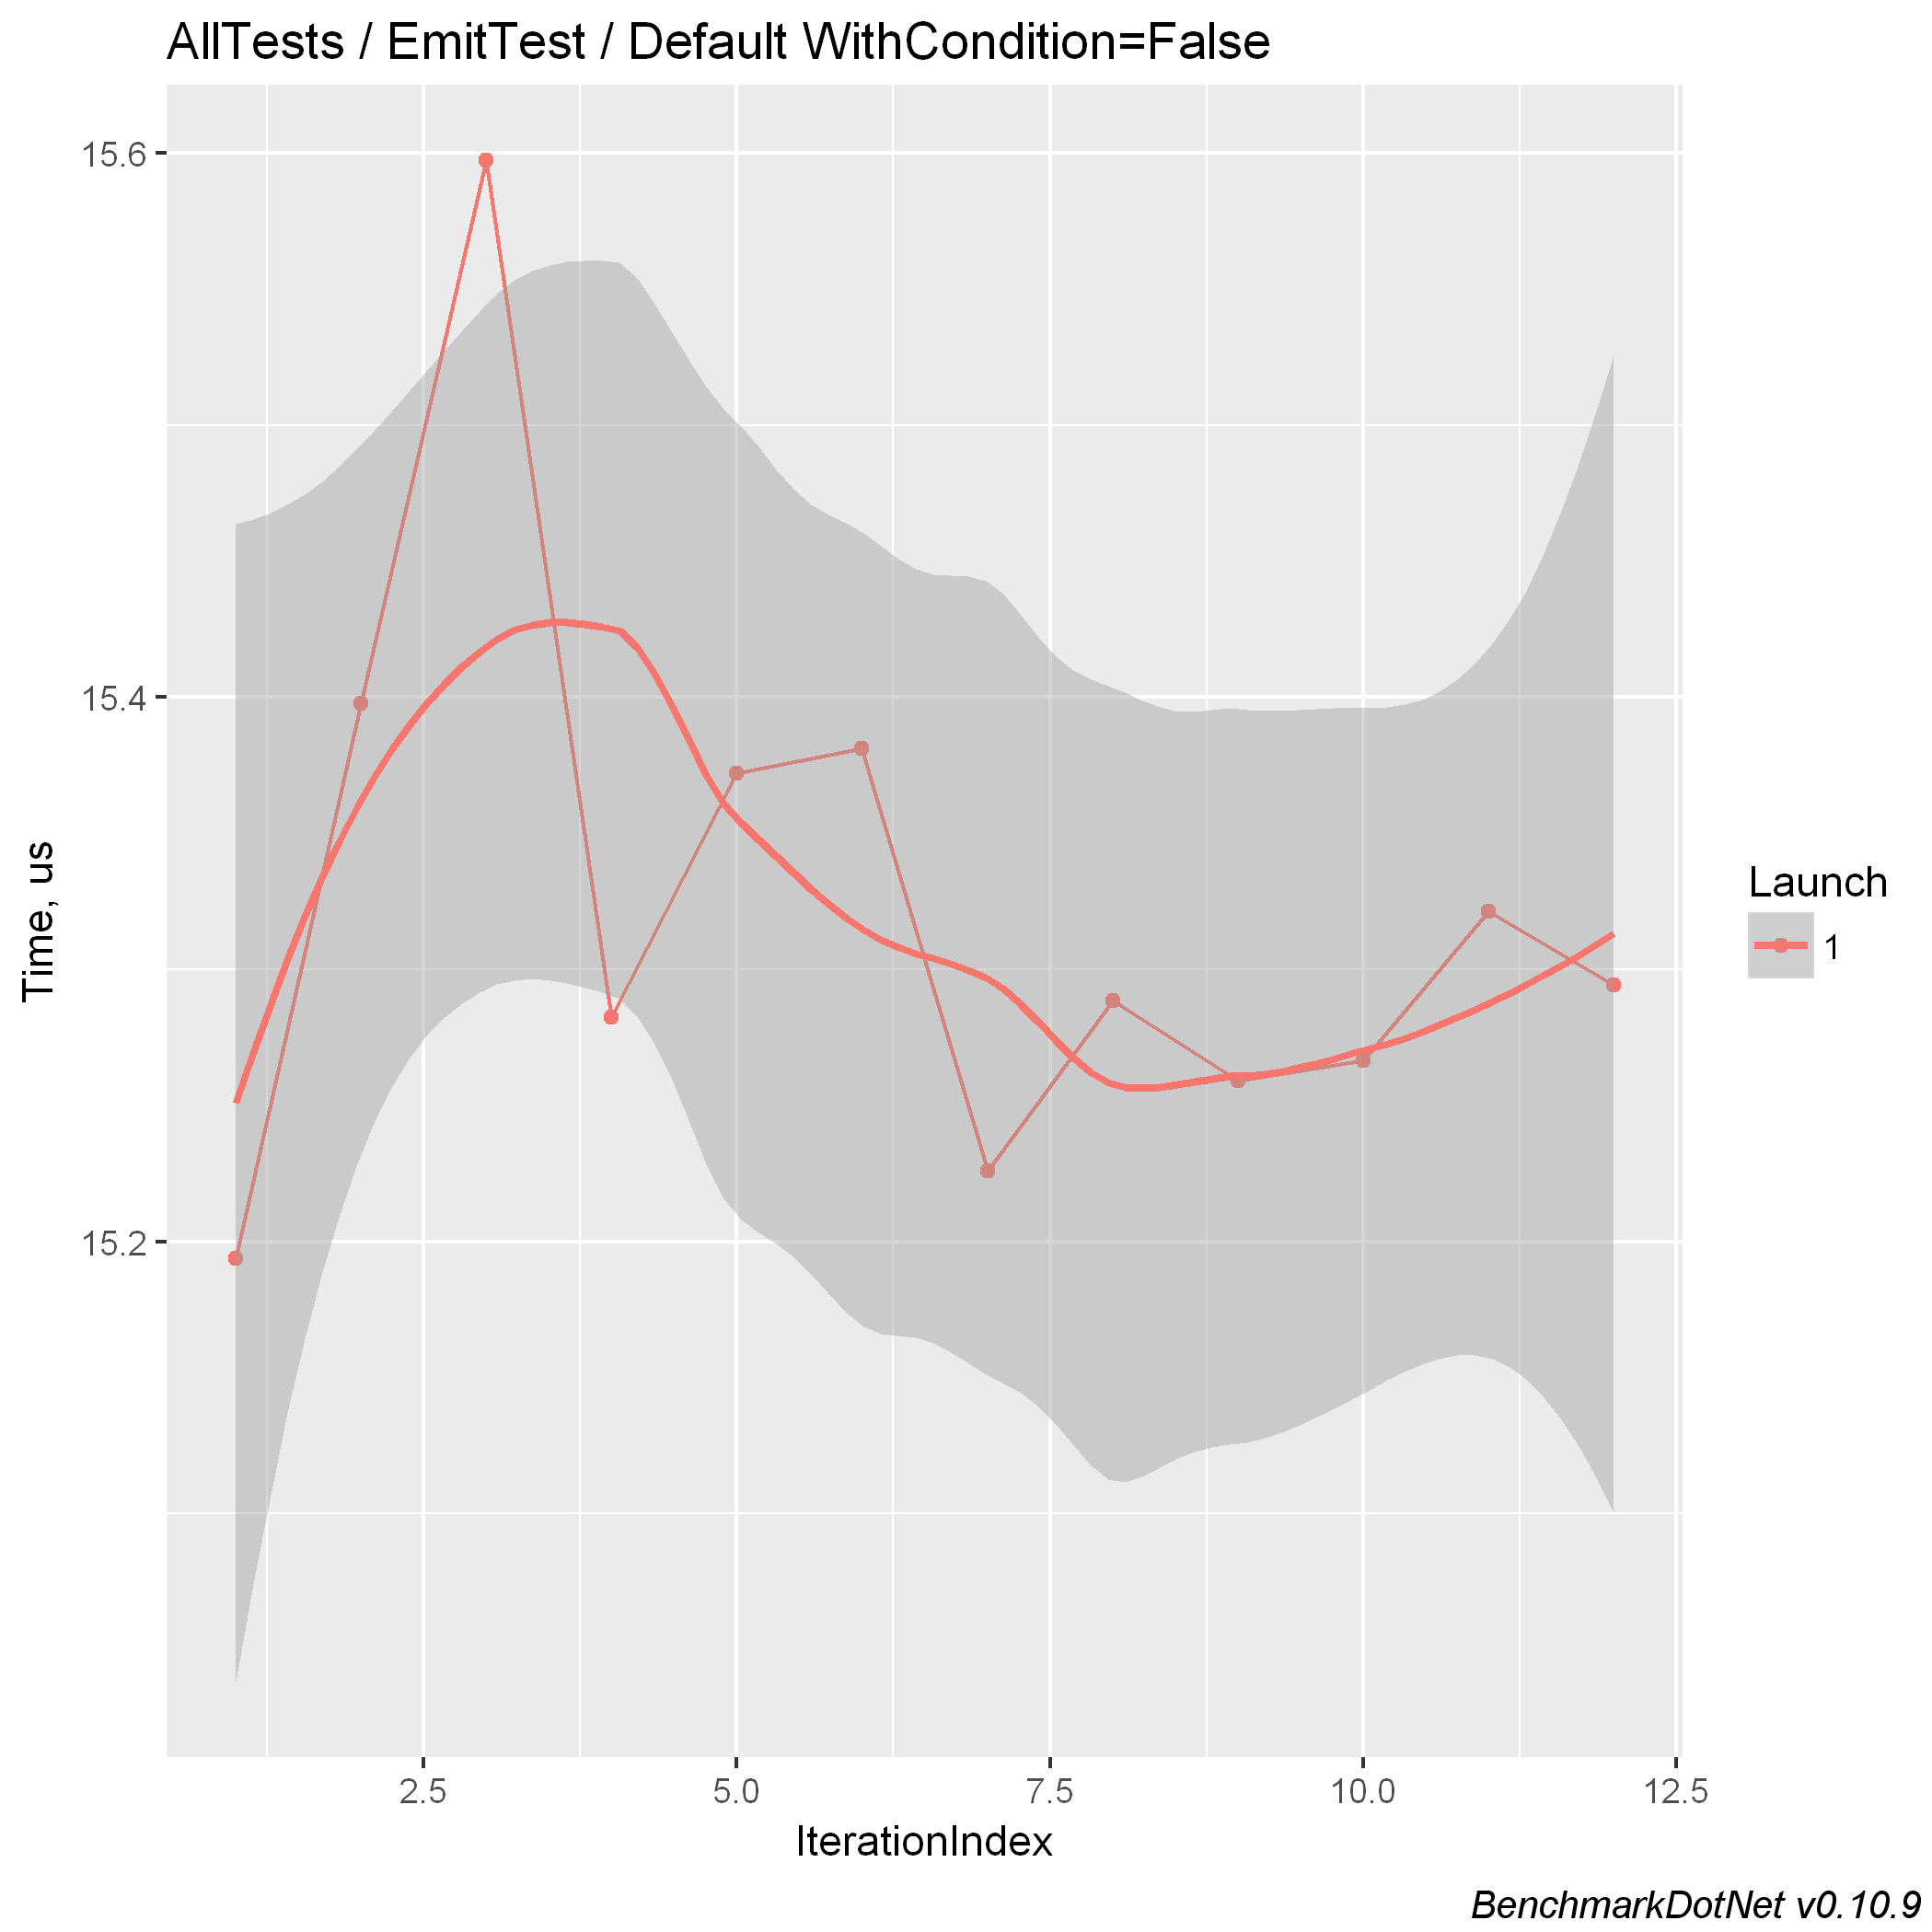 AllTests / EmitTest / Default WithCondition=False
15.6
15.4
15.2
Time, us
2.5 5.0 7.5 10.0 12.5
IterationIndex
Launch
1
BenchmarkDotNet v0.10.9